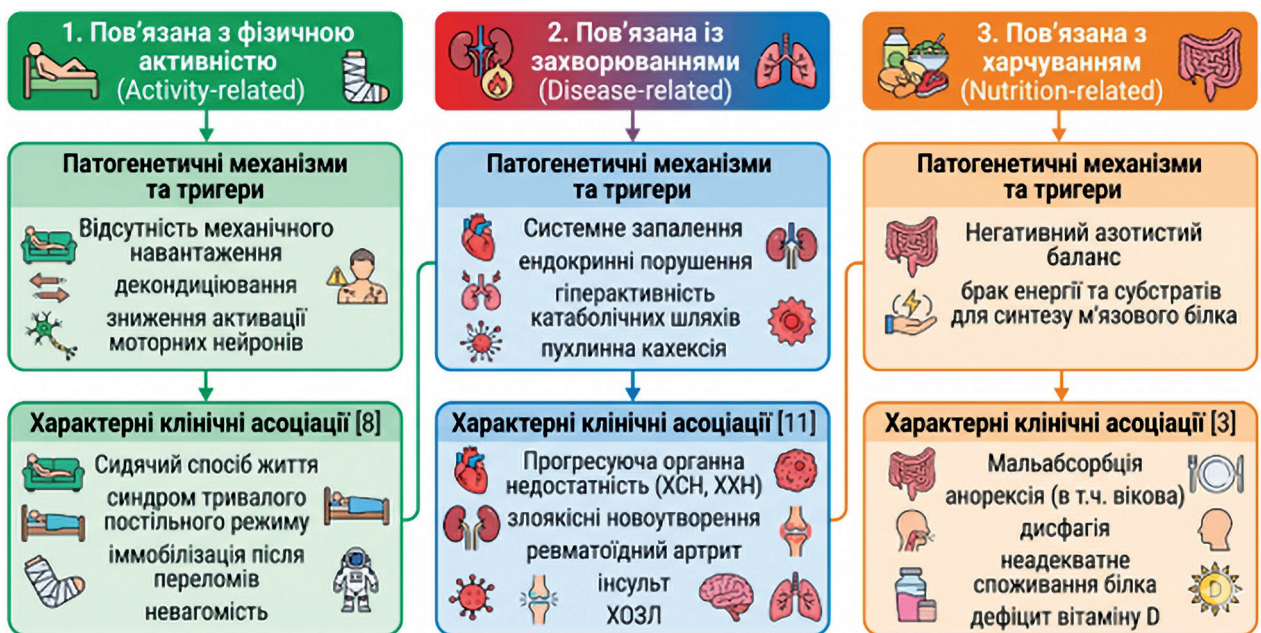 1. Пов'язана з фізичною
активністю
(Activity-related)
Патогенетичні механізми
та тригери
Відсутність механічного
навантаження
декондиціювання
зниження активації
моторних нейронів
Характерні клінічні асоціації [8]
Сидячий спосіб життя
синдром тривалого
постільного режиму
іммобілізація після
переломів
невагомість
2. Пов'язана із
захворюваннями
(Disease-related)
Патогенетичні механізми
та тригери
Системне запалення
ендокринні порушення
гіперактивність
катаболічних шляхів
пухлинна кахексія
Характерні клінічні асоціації [11]
Прогресуюча органна
недостатність (ХСН, ХХН)
злоякісні новоутворення
ревматоїдний артрит
інсульт
ХОЗЛ
3. Пов'язана з
харчуванням
(Nutrition-related)
Патогенетичні механізми
та тригери
Негативний азотистий
баланс
брак енергії та субстратів
для синтезу м'язового білка
Характерні клінічні асоціації [3]
Мальабсорбція
анорексія (в т.ч. вікова)
дисфагія
неадекватне
споживання білка
дефіцит вітаміну D
D